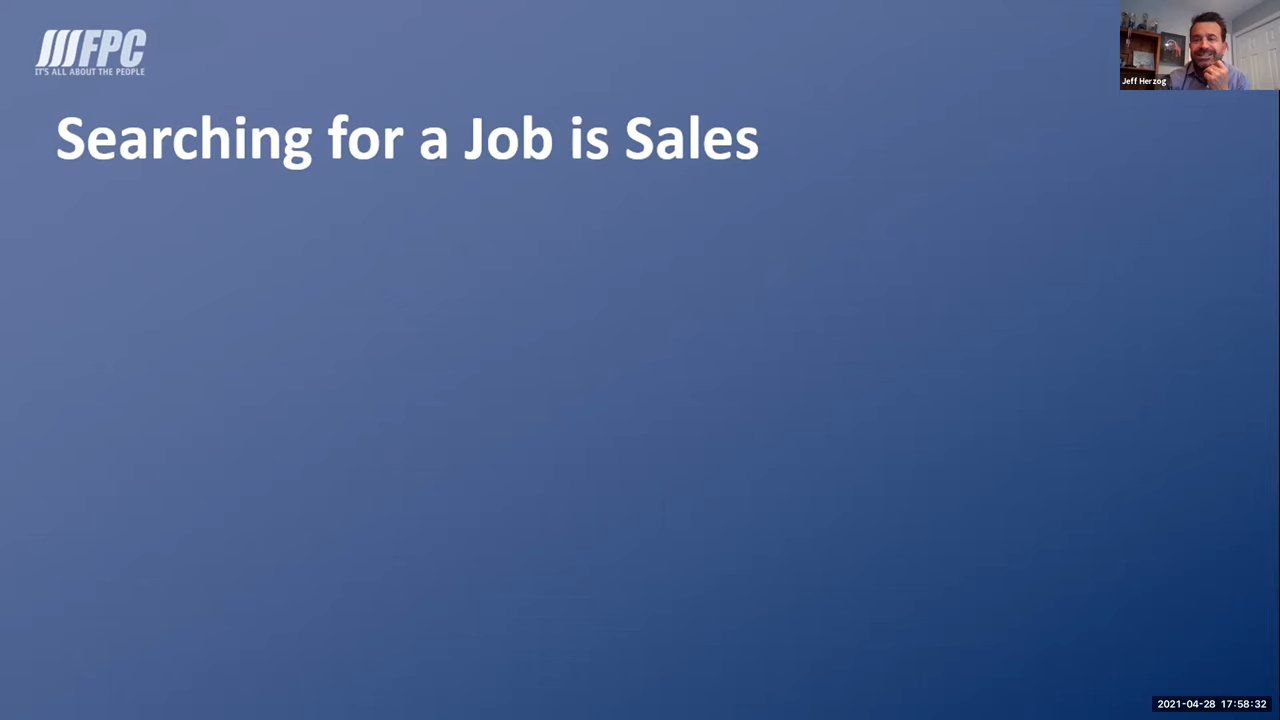 FPC
IT'S ALL ABOUT THE PEOPLE
Jeff Herzog
Searching for a Job is Sales
2021-04-28 17:58:32